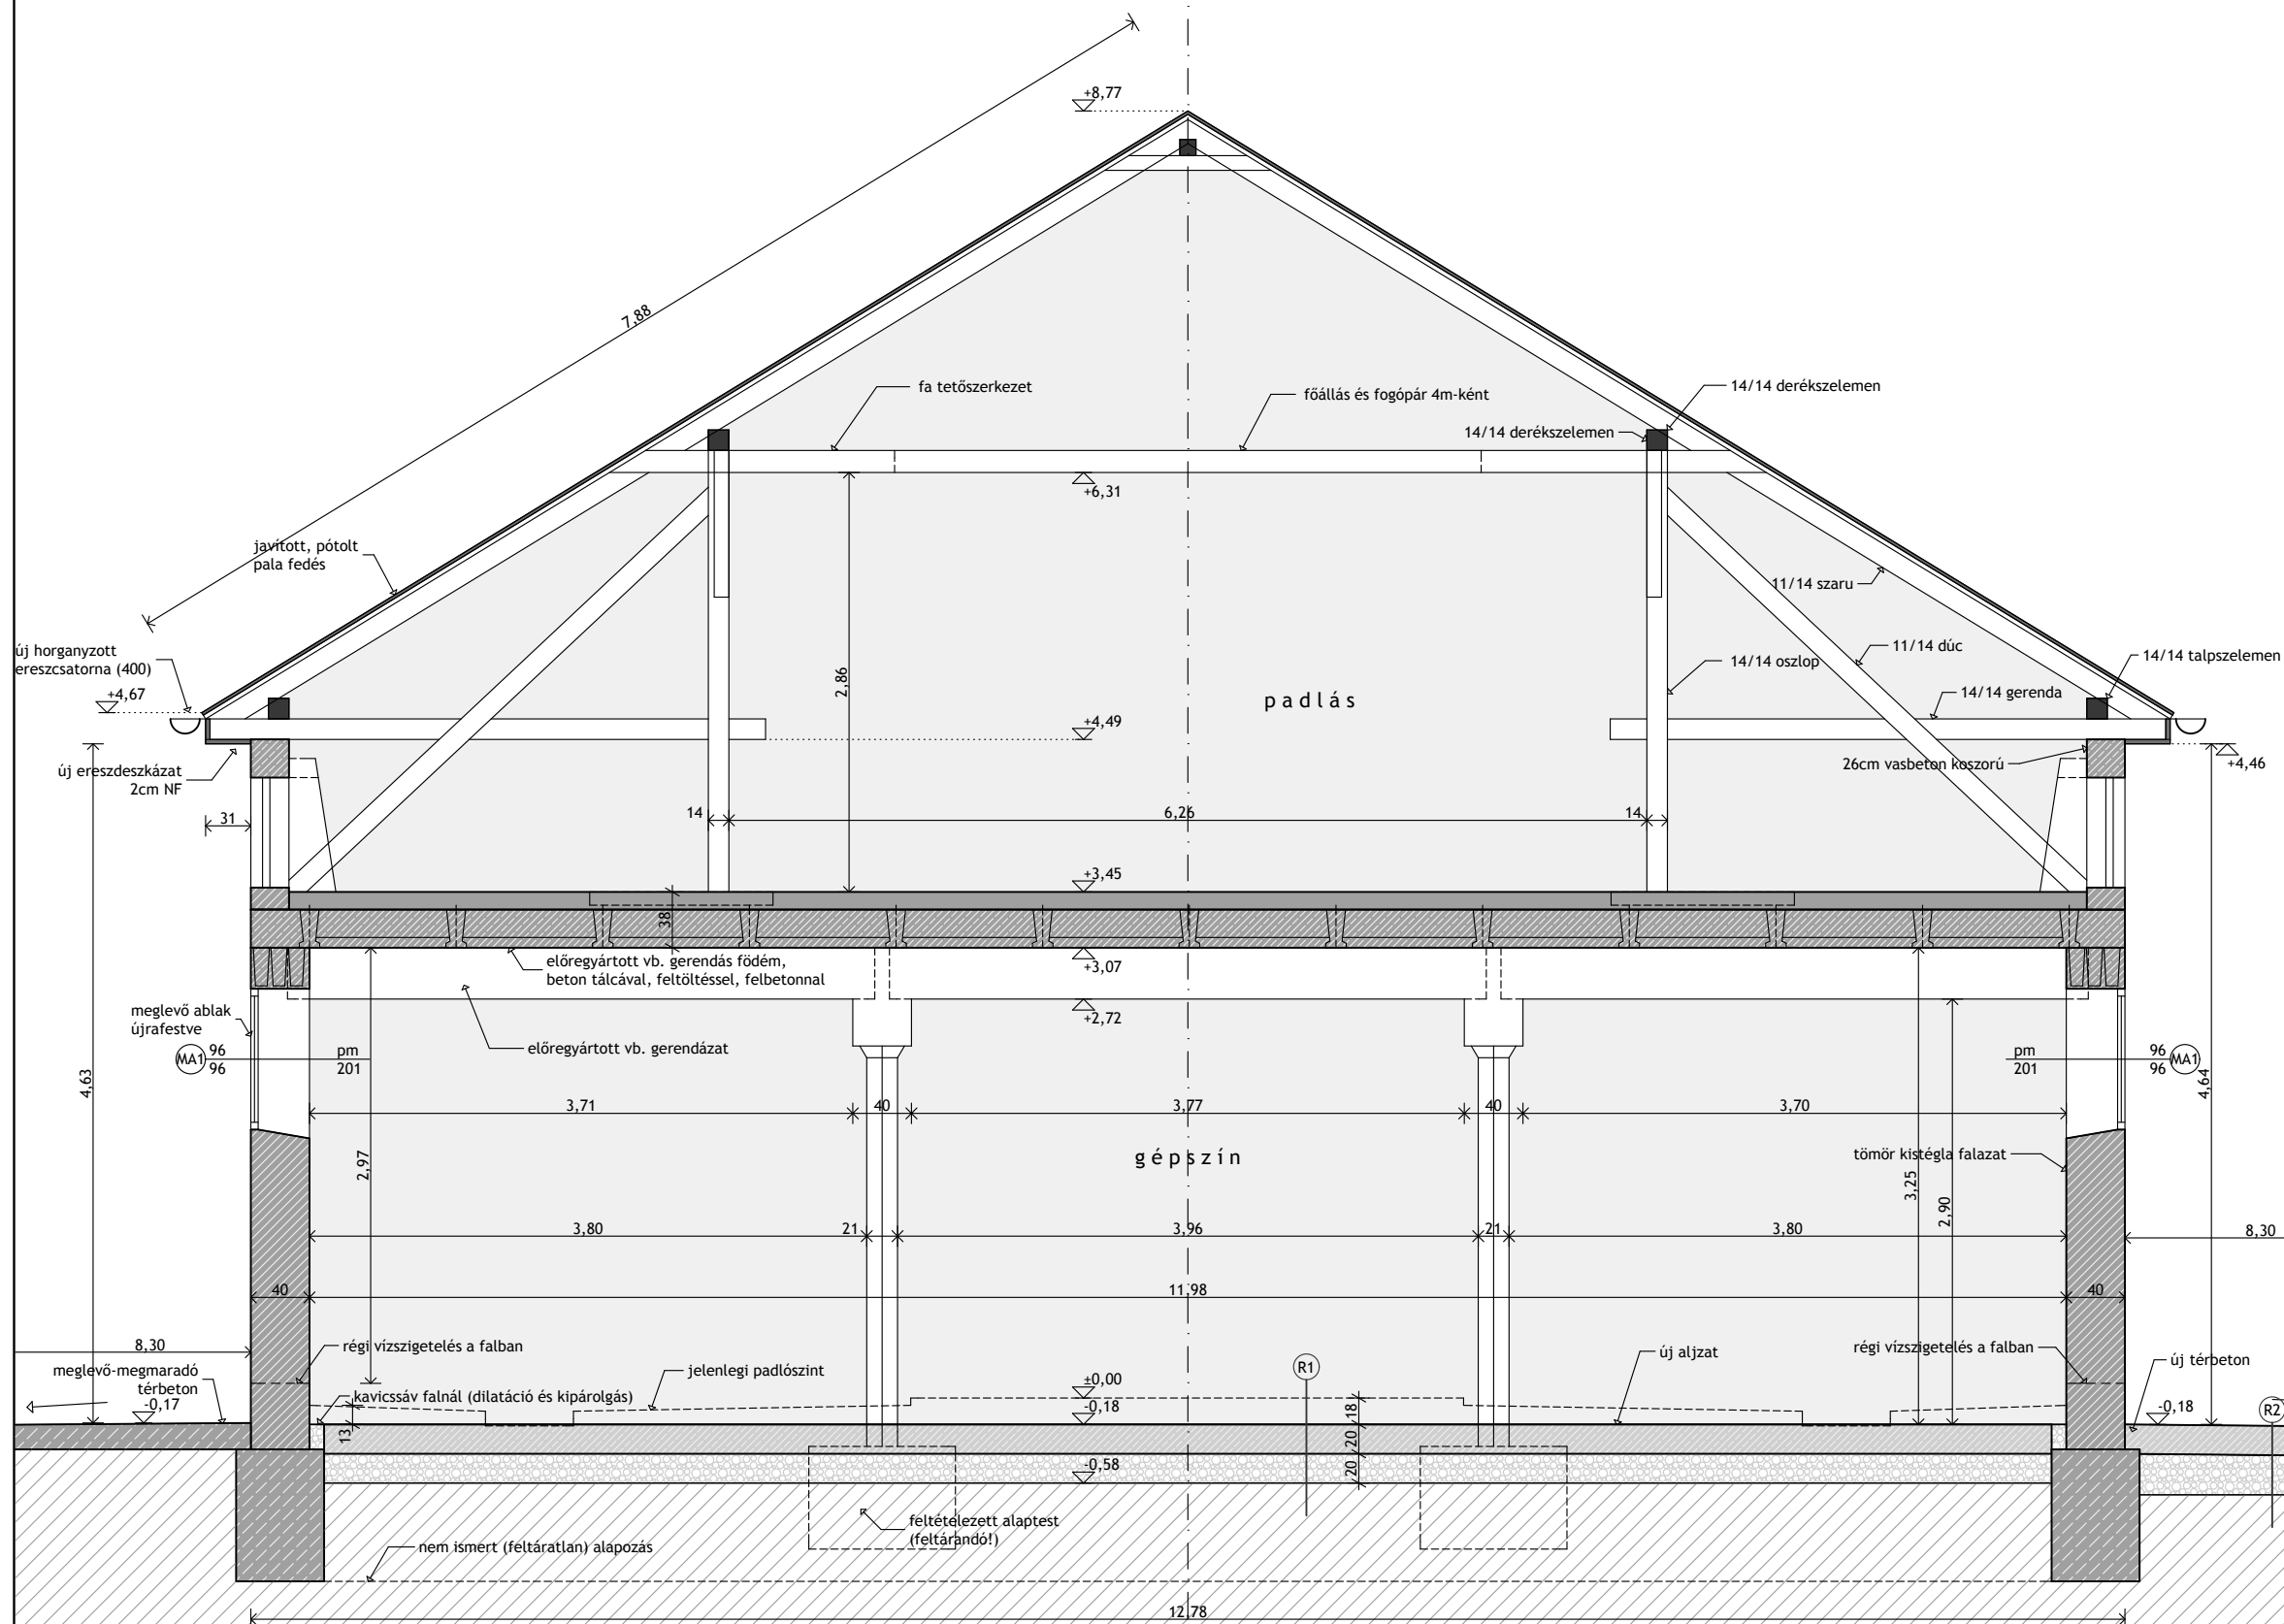 +8,77
7,88
fa tetőszerkezet
főállás és fogópár 4m-ként
14/14 derékszelemen
14/14 derékszelemen
+6,31
javított, pótolt
pala fedés
11/14 szaru
új horganyzott
ereszcsatorna (400)
+4,67
2,86
padlás
14/14 oszlop
11/14 dúc
14/14 talpszelemen
14/14 gerenda
+4,49
új ereszdeszkázat
2cm NF
26cm vasbeton koszorú
+4,46
31
14
6,26
14
+3,45
38
előregyártott vb. gerendás födém,
beton tálcával, feltöltéssel, felbetonnal
+3,07
+2,72
meglevő ablak
újrafestve
MA1
96
96
pm
201
előregyártott vb. gerendázat
pm
201
96
96
MA1
4,63
4,64
3,71
40
3,77
40
3,70
gépszín
2,97
tömör kistégla falazat
3,25
2,90
3,80
21
3,96
21
3,80
8,30
40
11,98
40
8,30
régi vízszigetelés a falban
régi vízszigetelés a falban
meglevő-megmaradó
térbeton
-0,17
jelenlegi padlószint
kavicssáv falnál (dilatáció és kipárolgás)
13
±0,00
-0,18
R1
új aljzat
új térbeton
-0,18
R2
18
20
20
-0,58
feltételezett alaptest
(feltárandó!)
nem ismert (feltáratlan) alapozás
12,78